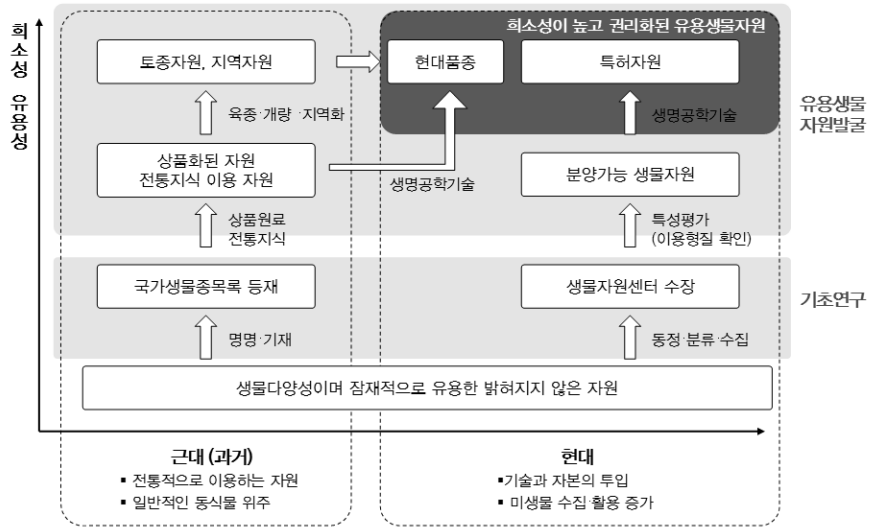 희소성 유용성
희소성이 높고 권리화된 유용생물자원
토종자원, 지역자원
현대품종
특허자원
육종·개량·지역화
생명공학기술
유용생물
자원발굴
상품화된 자원
전통지식 이용 자원
생명공학기술
분양가능 생물자원
상품원료
전통지식
특성평가
(이용형질 확인)
국가생물종목록 등재
생물자원센터 수장
기초연구
명명·기재
동정·분류·수집
생물다양성이며 잠재적으로 유용한 밝혀지지 않은 자원
근대 (과거)
▪ 전통적으로 이용하는 자원
▪ 일반적인 동식물 위주
현대
▪기술과 자본의 투입
▪ 미생물 수집·활용 증가